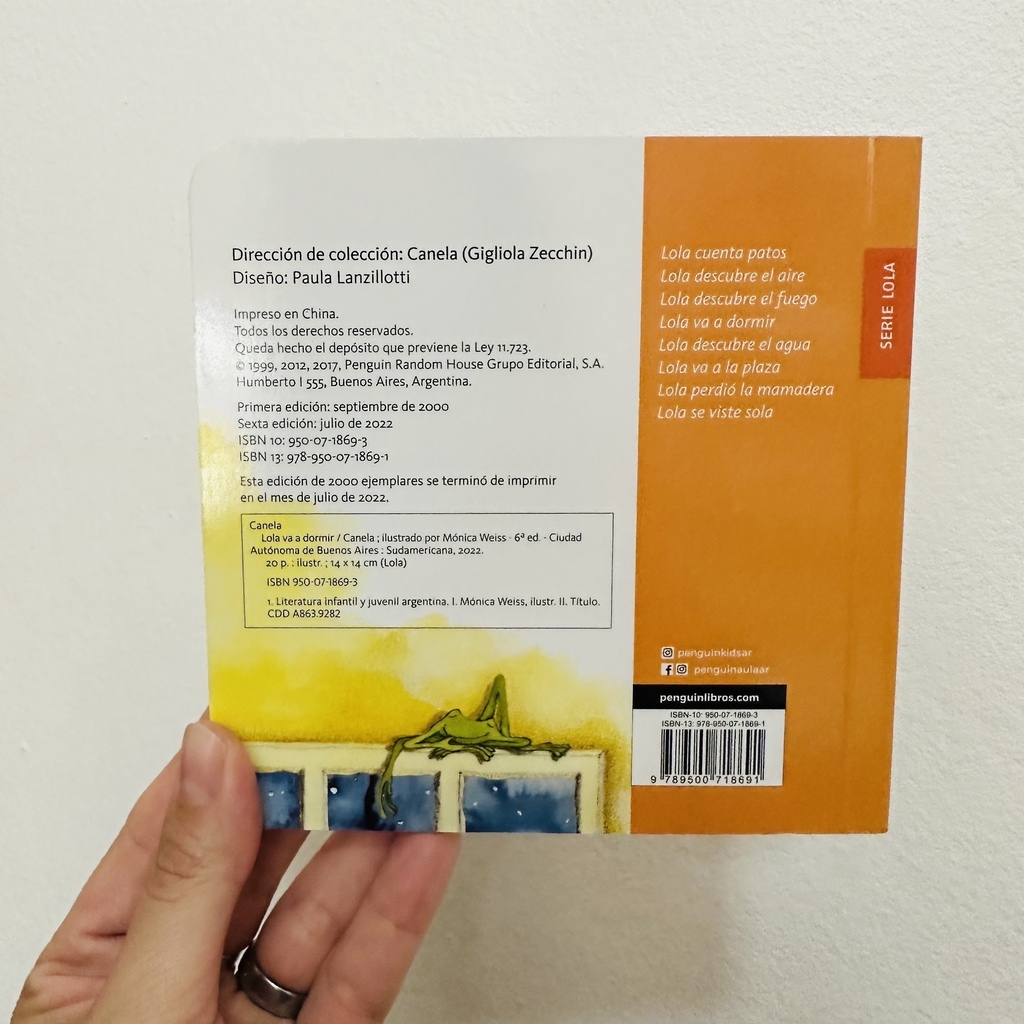 Dirección de colección: Canela (Gigliola Zecchin)
Diseño: Paula Lanzillotti
Impreso en China.
Todos los derechos reservados.
Queda hecho el depósito que previene la Ley 11.723.
© 1999, 2012, 2017, Penguin Random House Grupo Editorial, S.A.
Humberto I 555, Buenos Aires, Argentina.
Primera edición: septiembre de 2000
Sexta edición: julio de 2022
ISBN 10: 950-07-1869-3
ISBN 13: 978-950-07-1869-1
Esta edición de 2000 ejemplares se terminó de imprimir
en el mes de julio de 2022.
Canela
Lola va a dormir / Canela ; ilustrado por Mónica Weiss - 6ª ed. - Ciudad
Autónoma de Buenos Aires : Sudamericana, 2022.
20 p. : ilustr. ; 14 x 14 cm (Lola)
ISBN 950-07-1869-3
1. Literatura infantil y juvenil argentina. I. Mónica Weiss, ilustr. II. Título.
CDD A863.9282
Lola cuenta patos
Lola descubre el aire
Lola descubre el fuego
Lola va a dormir
Lola descubre el agua
Lola va a la plaza
Lola perdió la mamadera
Lola se viste sola
SERIE LOLA
penguinkidsar
penguinaulaar
penguinlibros.com
ISBN-10: 950-07-1869-3
ISBN-13: 978-950-07-1869-1
9 789500 718691